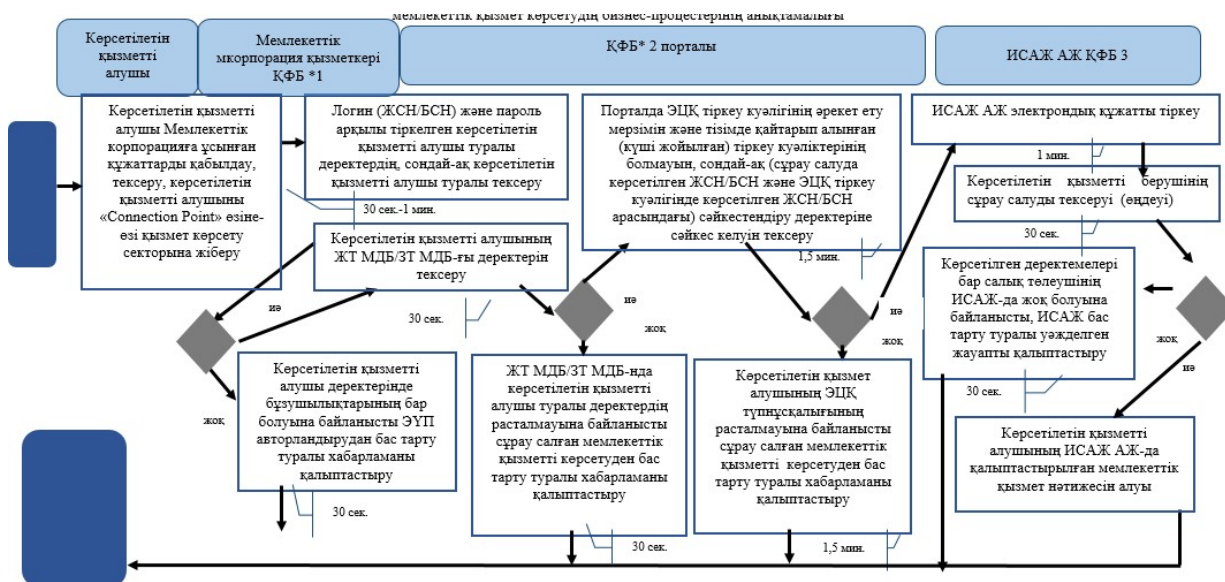 мемлекеттік қызмет көрсетудің бизнес-процестерінің анықтамалығы
Көрсетілетін
қызметті
алушы
Мемлекеттік
мкорпорация қызметкері
ҚФБ *1
ҚФБ* 2 порталы
ИСАЖ АЖ ҚФБ 3
Көрсетілетін қызметті
алушы Мемлекеттік
корпорацияға ұсынған
құжаттарды қабылдау,
тексеру, көрсетілетін
қызметті алушыны
«Connection Point» өзіне-
өзі қызмет көрсету
секторына жіберу
Логин (ЖСН/БСН) және пароль
арқылы тіркелген көрсетілетін
қызметті алушы туралы
деректердің, сондай-ақ көрсетілетін
қызметті алушы туралы тексеру
30 сек.-1 мин.
Көрсетілетін қызметті алушының
ЖТ МДБ/ЗТ МДБ-ғы деректерін
тексеру
30 сек.
Порталда ЭЦҚ тіркеу куәлігінің әрекет ету
мерзімін және тізімде қайтарып алынған
(күші жойылған) тіркеу куәліктерінің
болмауын, сондай-ақ (сұрау салуда
көрсетілген ЖСН/БСН және ЭЦҚ тіркеу
куәлігінде көрсетілген ЖСН/БСН
арасындағы) сәйкестендіру деректеріне
сәйкес келуін тексеру
1,5 мин.
ИСАЖ АЖ электрондық құжатты тіркеу
1 мин.
Көрсетілетін қызметті берушінің
сұрау салуды тексеруі (өңдеуі)
30 сек.
Көрсетілген деректемелері
бар салық төлеушінің
ИСАЖ-да жоқ болуына
байланысты, ИСАЖ бас
тарту туралы уәжделген
жауапты қалыптастыру
30 сек.
иә
жоқ
жоқ
иә
жоқ
жоқ
иә
Көрсетілетін қызметті
алушы деректерінде
бұзушылықтарының бар
болуына байланысты ЭҮП
авторландырудан бас тарту
туралы хабарламаны
қалыптастыру
30 сек.
ЖТ МДБ/ЗТ МДБ-нда
көрсетілетін қызметті
алушы туралы деректердің
расталмауына байланысты
сұрау салған мемлекеттік
қызметті көрсетуден бас
тарту туралы хабарламаны
қалыптастыру
30 сек.
Көрсетілетін қызмет
алушының ЭЦҚ
түпнұсқалығының
расталмауына байланысты
сұрау салған мемлекеттік
қызметті көрсетуден бас
тарту туралы хабарламаны
қалыптастыру
1,5 мин.
Көрсетілетін қызметті
алушының ИСАЖ АЖ-да
қалыптастырылған мемлекеттік
қызмет нәтижесін алуы